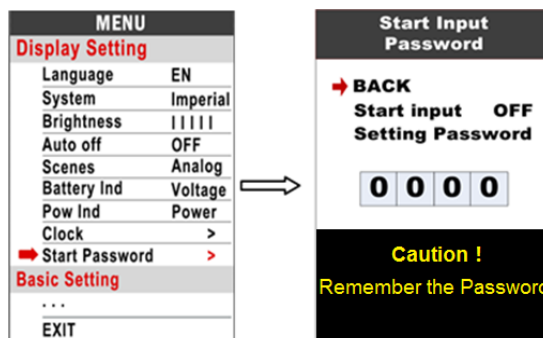 MENU
Display Setting
Language EN
System Imperial
Brightness | | | | |
Auto off OFF
Scenes Analog
Battery Ind Voltage
Pow Ind Power
Clock >
Start Password >
Basic Setting
...
EXIT
Start Input
Password
BACK
Start input OFF
Setting Password
0 0 0 0
Caution !
Remember the Password